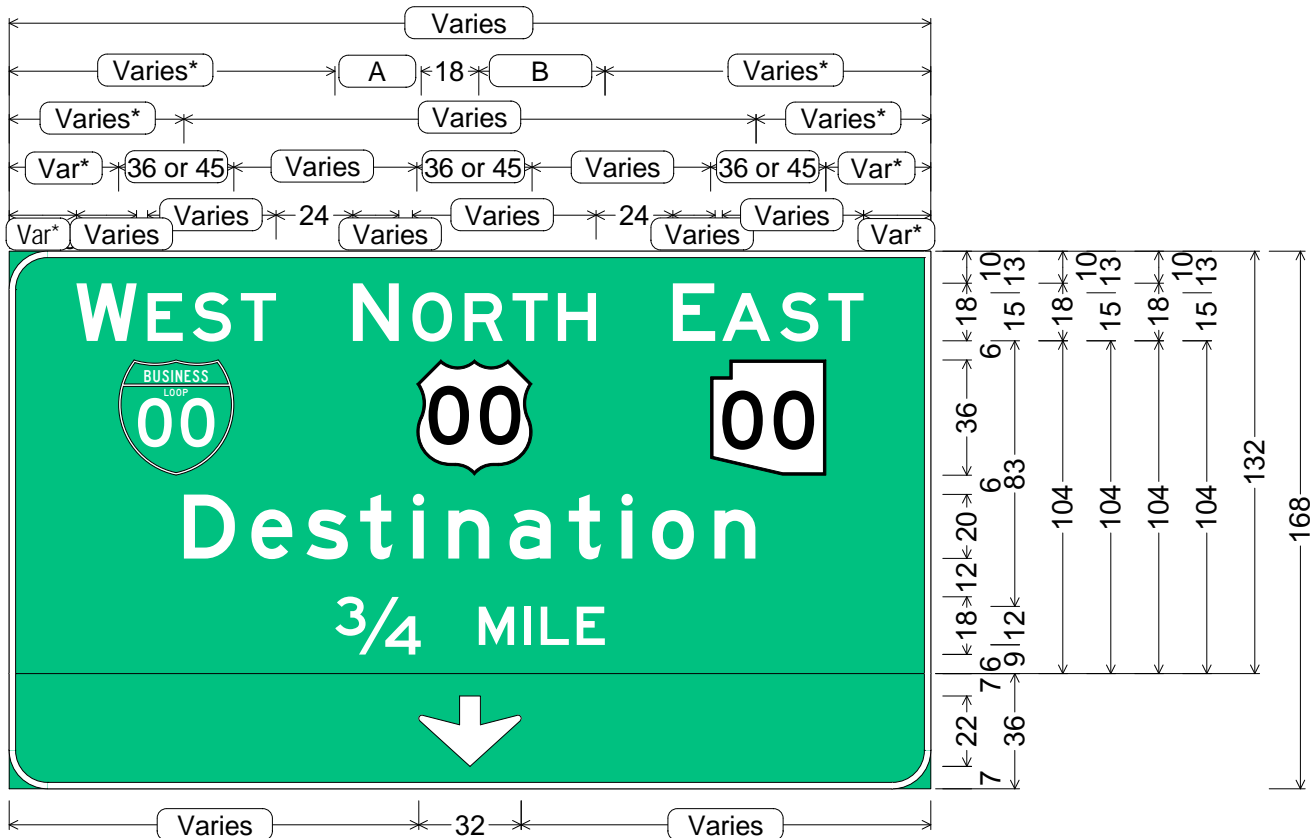 Varies
Varies* A 18 B Varies*
Varies* Varies Varies*
Var* 36 or 45 Varies 36 or 45 Varies 36 or 45 Var*
Varies 24 Varies 24 Varies
Var* Varies Varies Varies Var*
WEST NORTH EAST
BUSINESS
LOOP
00 00 00
Destination
3/4 MILE
10 18 6 36 6 20 12 18 6 7 22 7
13 15 83 12 9 36
10 18 104
13 15 104
10 18 104
13 15 104
132
168
Varies 32 Varies
10